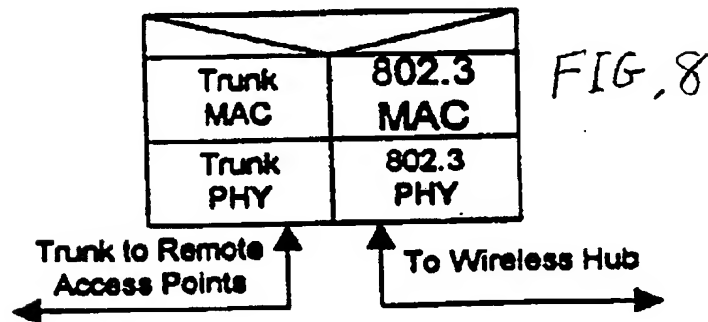 Trunk
MAC
802.3
MAC
FIG, 8
Trunk
PHY
802.3
PHY
Trunk to Remote
Access Points
To Wireless Hub